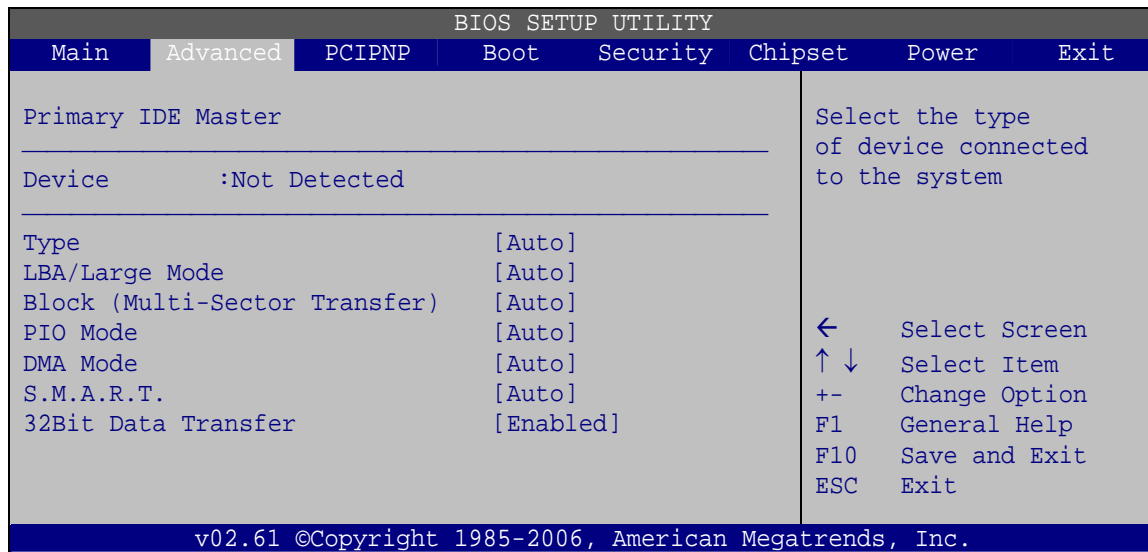 BIOS SETUP UTILITY
Main Advanced PCIPNP Boot Security Chipset Power Exit
Primary IDE Master
Device :Not Detected
Type [Auto]
LBA/Large Mode [Auto]
Block (Multi-Sector Transfer) [Auto]
PIO Mode [Auto]
DMA Mode [Auto]
S.M.A.R.T. [Auto]
32Bit Data Transfer [Enabled]
Select the type
of device connected
to the system
← Select Screen
↑ ↓ Select Item
+- Change Option
F1 General Help
F10 Save and Exit
ESC Exit
v02.61 ©Copyright 1985-2006, American Megatrends, Inc.